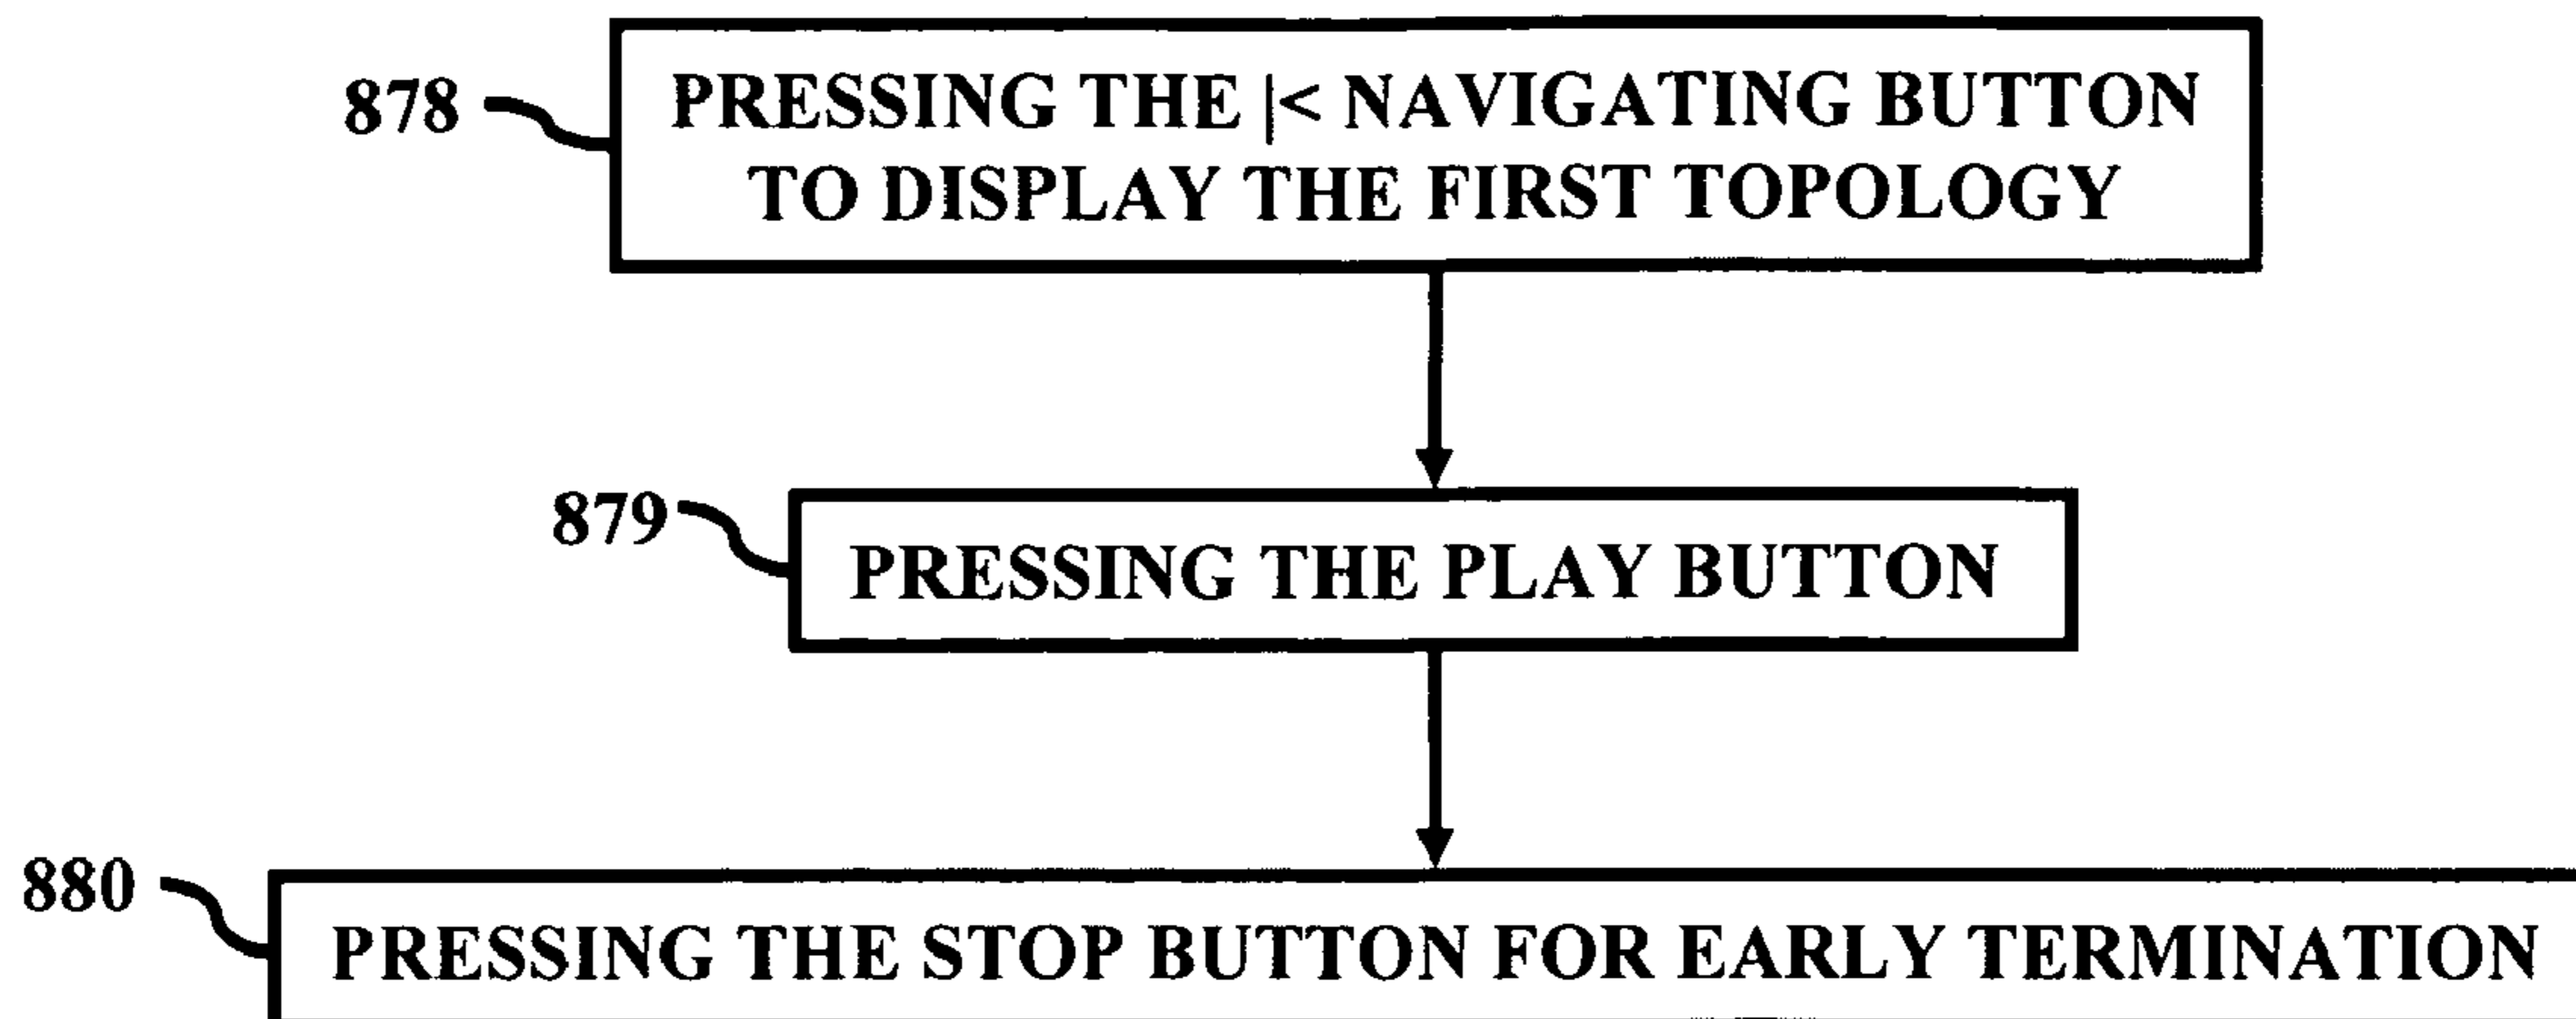 878
PRESSING THE |< NAVIGATING BUTTON
TO DISPLAY THE FIRST TOPOLOGY
879
PRESSING THE PLAY BUTTON
880
PRESSING THE STOP BUTTON FOR EARLY TERMINATION